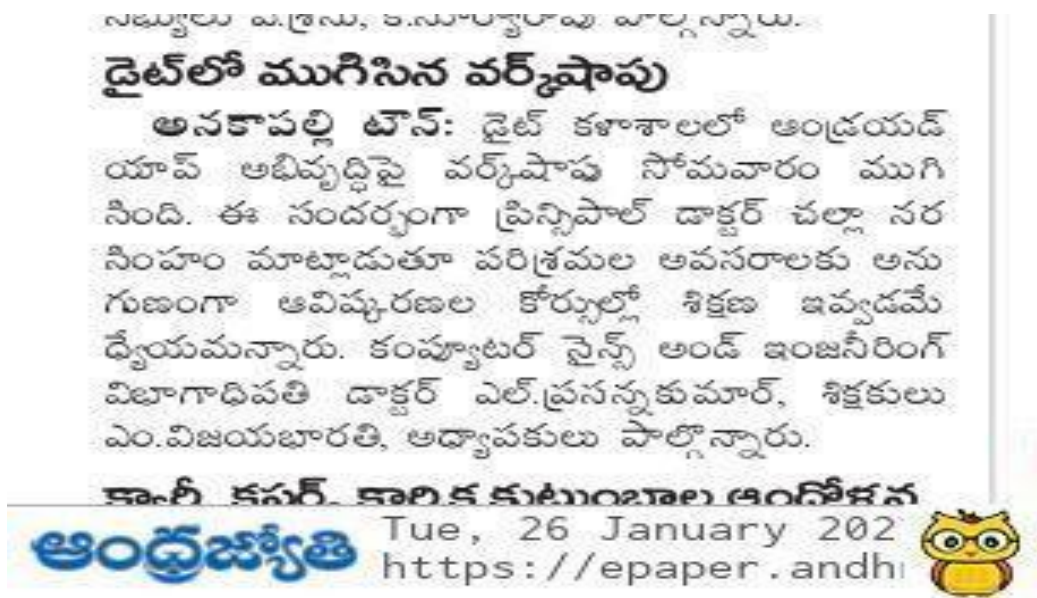 డైట్‌లో ముగిసిన వర్క్‌షాపు
అనకాపల్లి టౌన్: డైట్ కళాశాలలో ఆండ్రయడ్
యాప్ అభివృద్ధిపై వర్క్‌షాపు సోమవారం ముగి
సింది. ఈ సందర్భంగా ప్రిన్సిపాల్ డాక్టర్ చల్లా నర
సింహం మాట్లాడుతూ పరిశ్రమల అవసరాలకు అను
గుణంగా ఆవిష్కరణల కోర్సుల్లో శిక్షణ ఇవ్వడమే
ధ్యేయమన్నారు. కంప్యూటర్ సైన్స్ అండ్ ఇంజనీరింగ్
విభాగాధిపతి డాక్టర్ ఎల్.ప్రసన్నకుమార్, శిక్షకులు
ఎం.విజయభారతి, అధ్యాపకులు పాల్గొన్నారు.
ఆంధ్రజ్యోతి
Tue, 26 January 202
https://epaper.andh